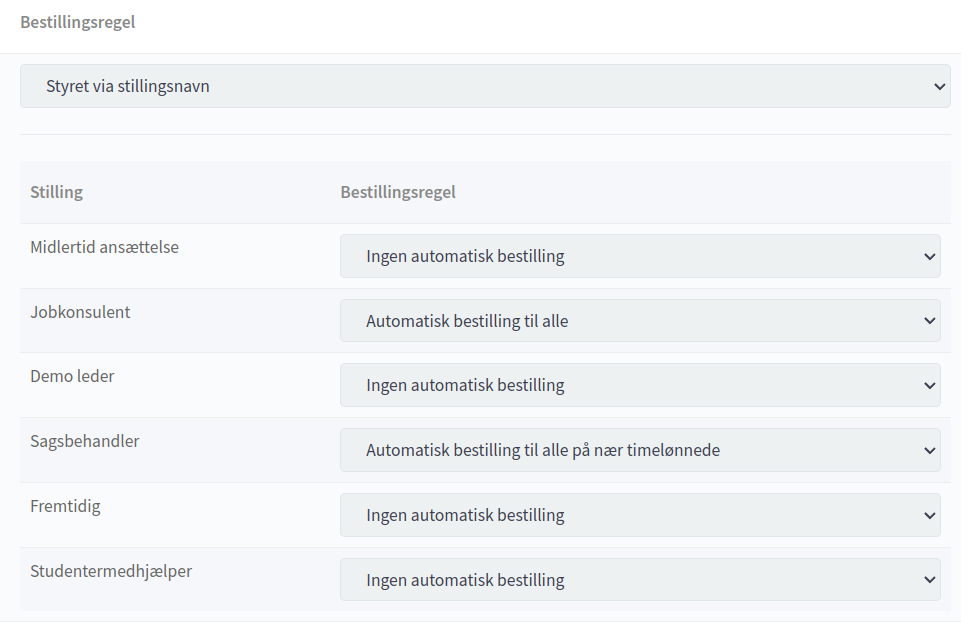 Bestillingsregel
Styret via stillingsnavn
Stilling Bestillingsregel
Midlertid ansættelse Ingen automatisk bestilling
Jobkonsulent Automatisk bestilling til alle
Demo leder Ingen automatisk bestilling
Sagsbehandler Automatisk bestilling til alle på nær timelønnede
Fremtidig Ingen automatisk bestilling
Studentermedhjælper Ingen automatisk bestilling